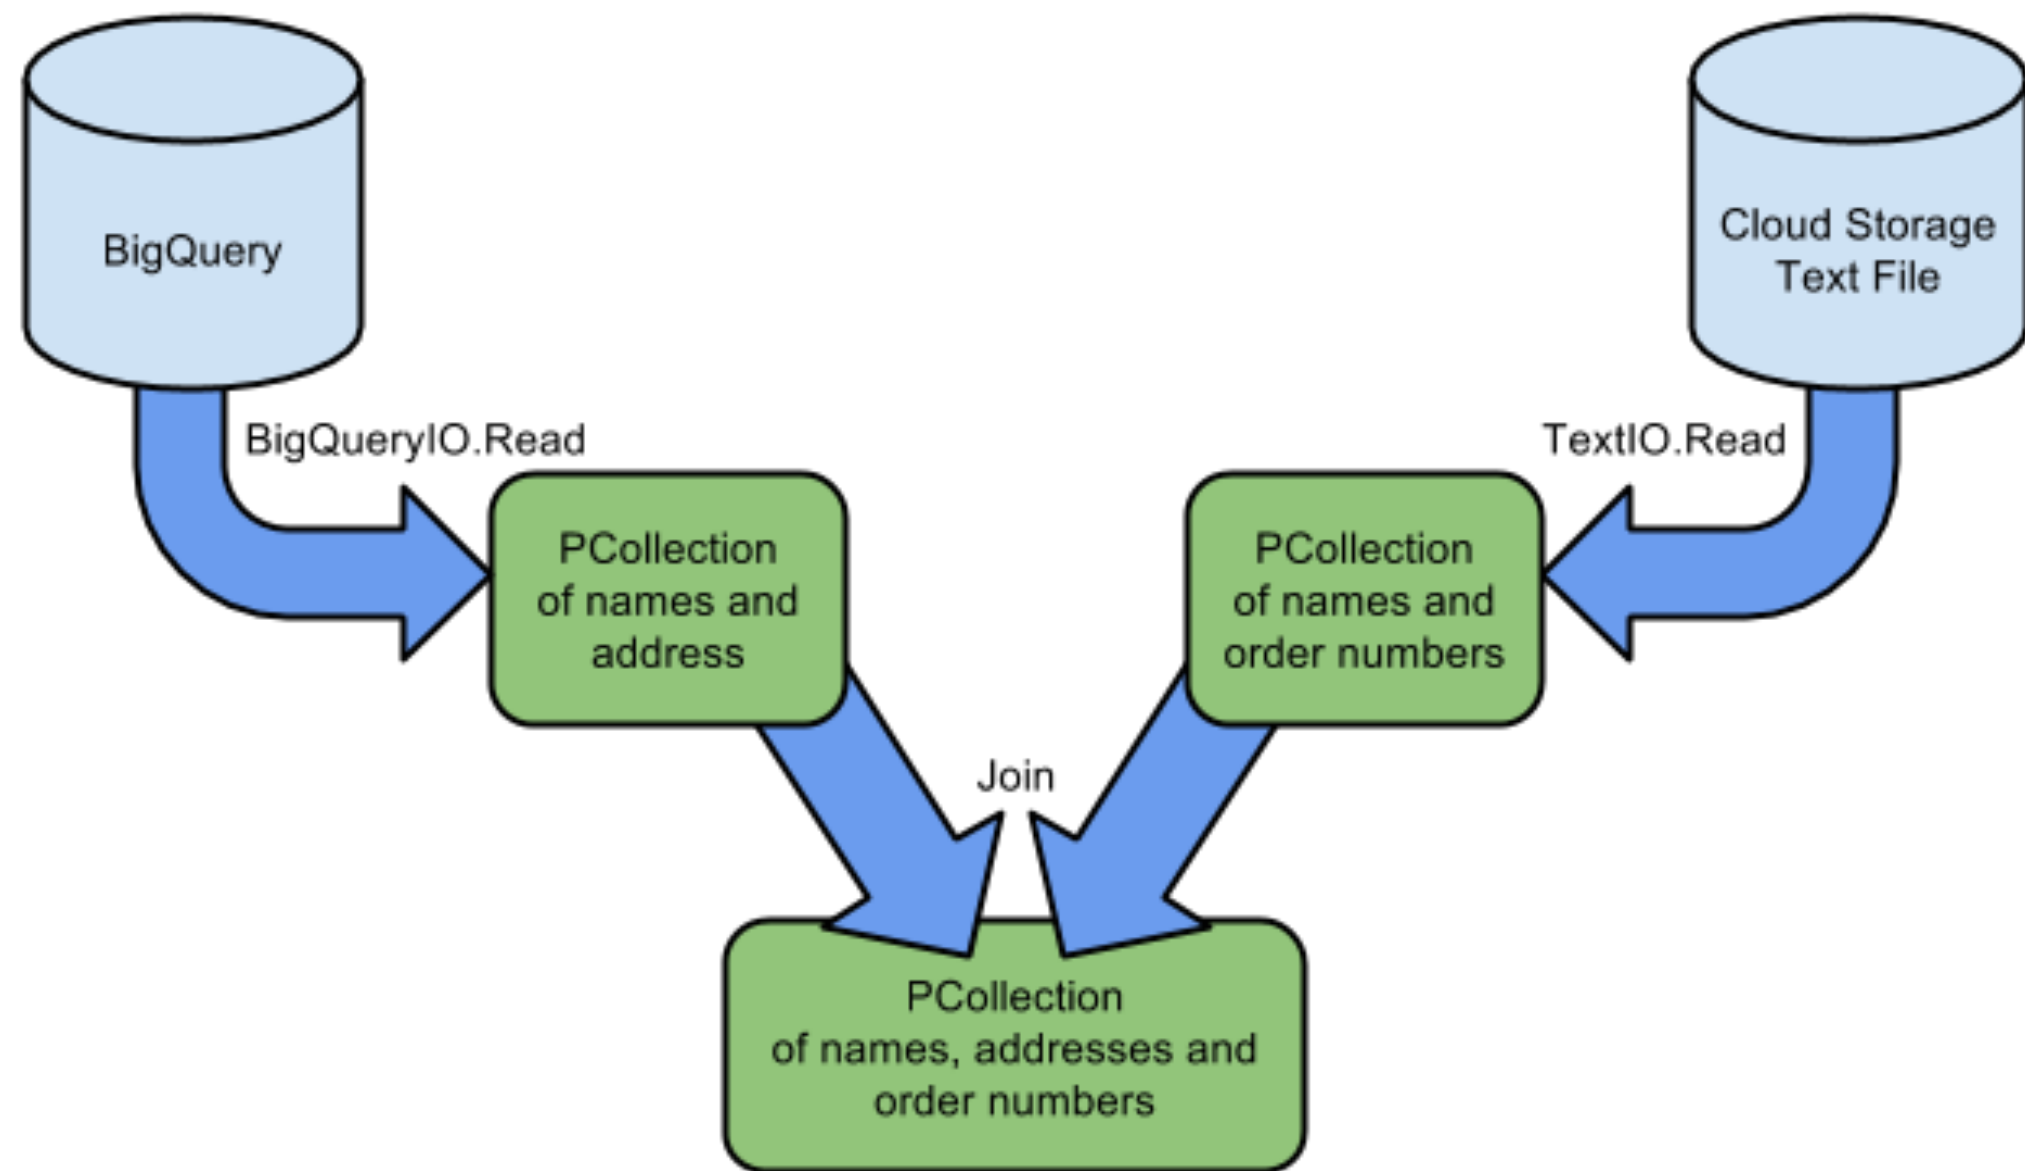 BigQuery
Cloud Storage
Text File
BigQueryIO.Read
TextIO.Read
PCollection
of names and
address
PCollection
of names and
order numbers
Join
PCollection
of names, addresses and
order numbers